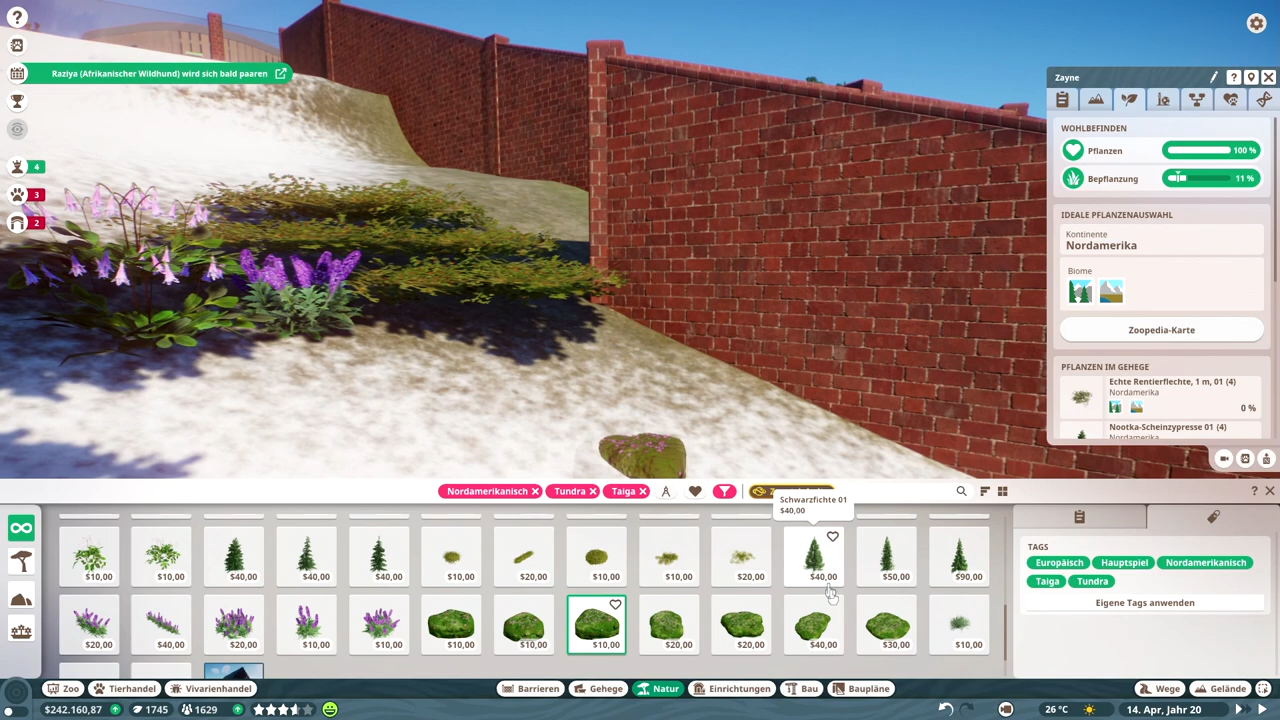 Raziya (Afrikanischer Wildhund) wird sich bald paaren
4
3
2
Zayne
WOHLBEFINDEN
Pflanzen 100 %
Bepflanzung 11 %
IDEALE PFLANZENAUSWAHL
Kontinente
Nordamerika
Biome
Zoopedia-Karte
PFLANZEN IM GEHEGE
Echte Rentierflechte, 1 m, 01 (4)
Nordamerika
0 %
Nootka-Scheinzypresse 01 (4)
Nordamerika
Nordamerikanisch Tundra Taiga
Schwarzfichte 01
$40,00
$10,00 $10,00 $40,00 $40,00 $40,00 $10,00 $20,00 $10,00 $10,00 $20,00 $40,00 $50,00 $90,00
$20,00 $40,00 $20,00 $10,00 $10,00 $10,00 $10,00 $10,00 $20,00 $20,00 $40,00 $30,00 $10,00
TAGS
Europäisch Hauptspiel Nordamerikanisch
Taiga Tundra
Eigene Tags anwenden
Zoo Tierhandel Vivarienhandel Barrieren Gehege Natur Einrichtungen Bau Baupläne Wege Gelände
$242.160,87 1745 1629 26 °C 14. Apr, Jahr 20